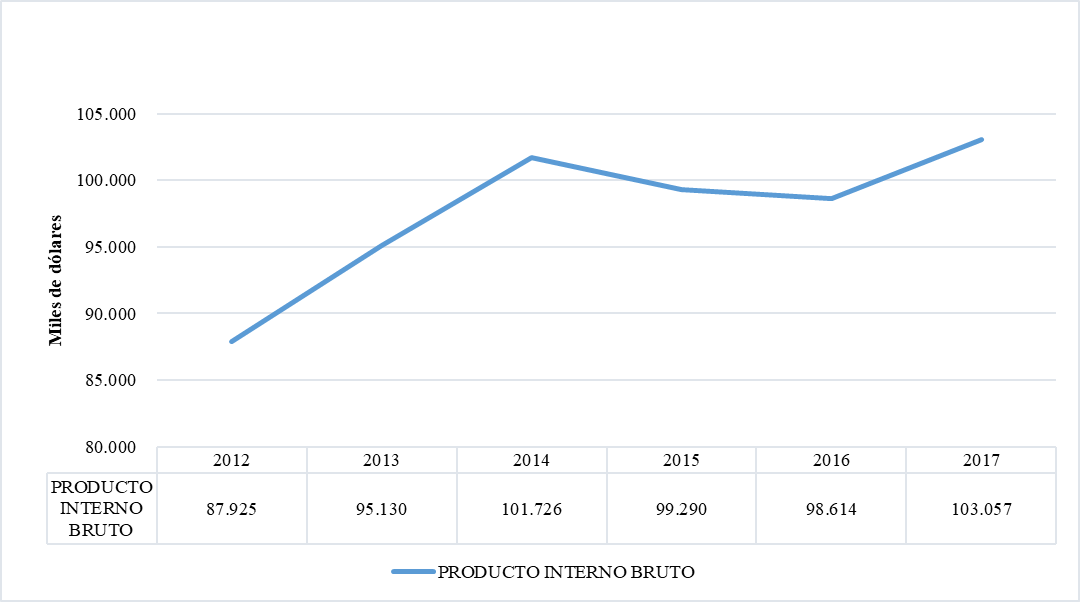 105.000
100.000
95.000
90.000
85.000
80.000
Miles de dólares
2012 2013 2014 2015 2016 2017
PRODUCTO
INTERNO
BRUTO
87.925 95.130 101.726 99.290 98.614 103.057
PRODUCTO INTERNO BRUTO